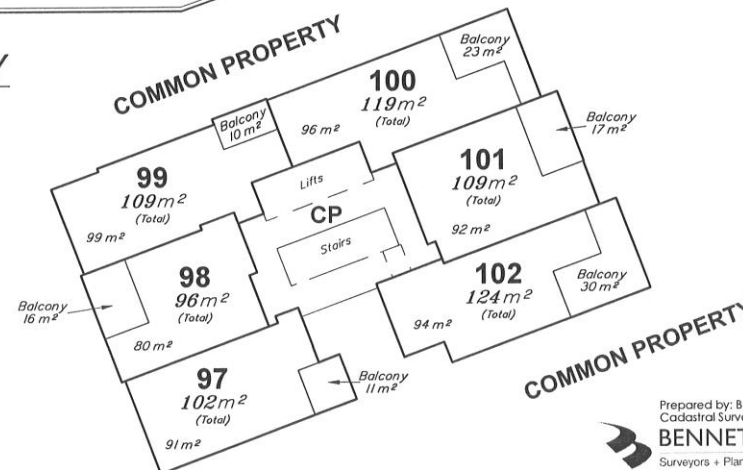 COMMON PROPERTY
Balcony
23 m²
100
119m²
(Total)
96 m²
Balcony
10 m²
Balcony
17 m²
99
109m²
(Total)
99 m²
Lifts
101
109m²
(Total)
92 m²
CP
Stairs
98
96m²
(Total)
80 m²
Balcony
16 m²
102
124m²
(Total)
94 m²
Balcony
30 m²
97
102m²
(Total)
91 m²
Balcony
11 m²
COMMON PROPERTY
Prepared by: B
Cadastral Surve
BENNET
Surveyors + Plan